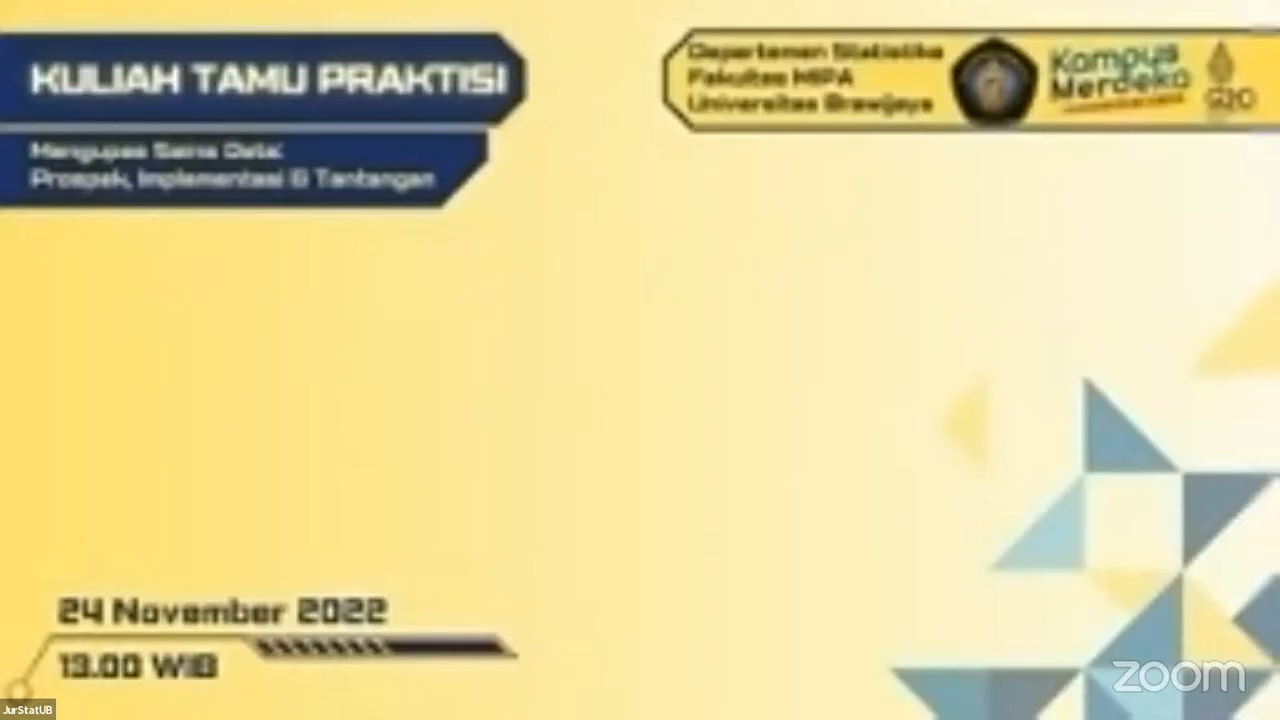 KULIAH TAMU PRAKTISI
Mengupas Sains Data:
Prospek, Implementasi & Tantangan
Departemen Statistika
Fakultas MIPA
Universitas Brawijaya
Kampus
Merdeka
G20
24 November 2022
13.00 WIB
zoom
JurStatUB